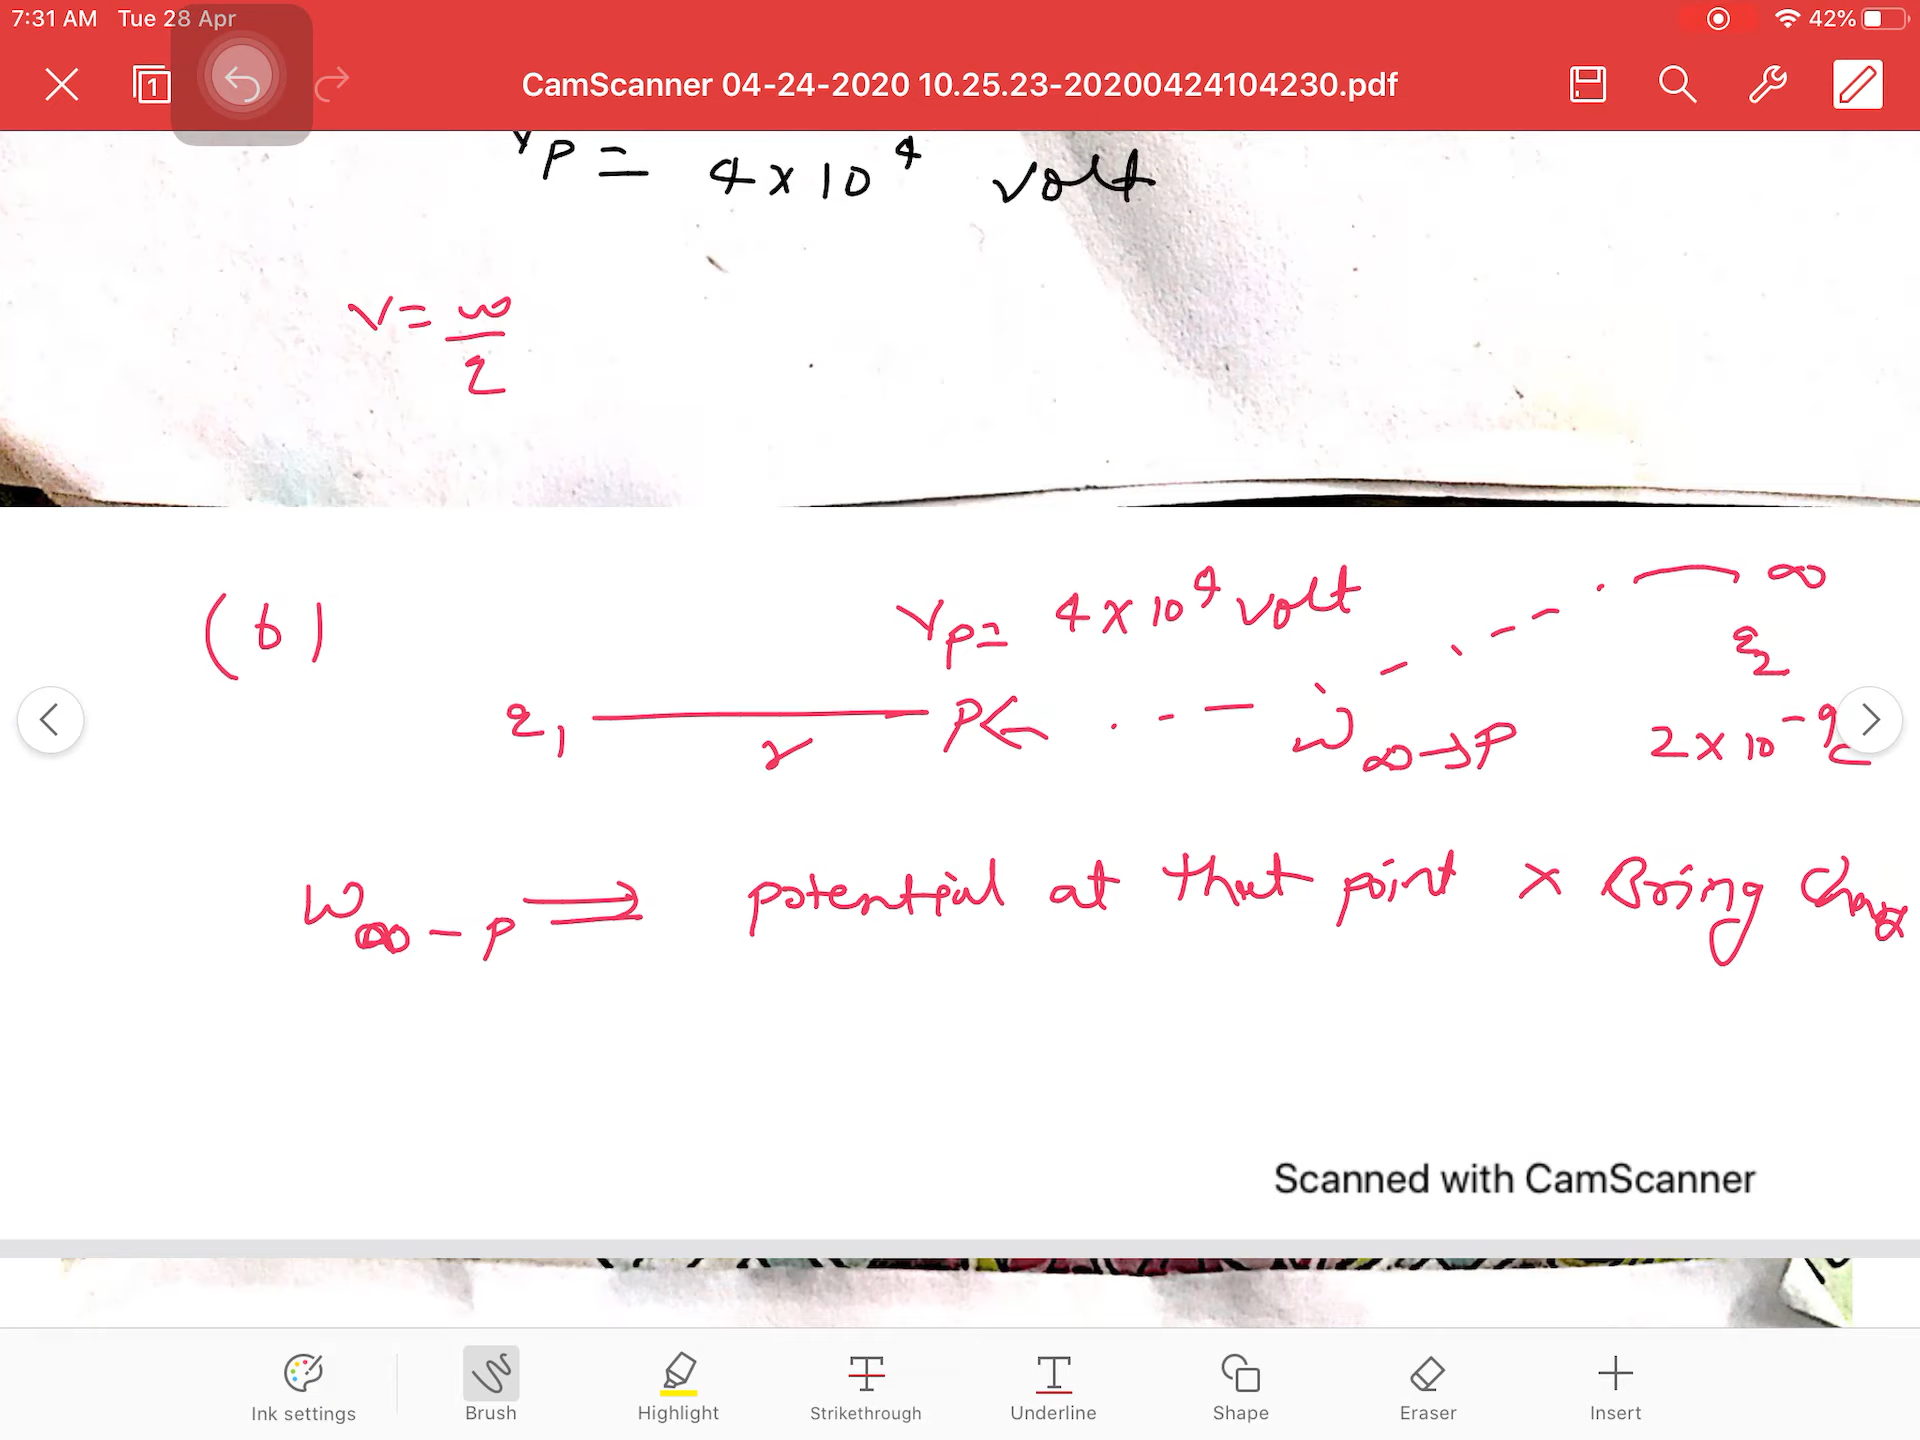 7:31 AM Tue 28 Apr 42%
1 CamScanner 04-24-2020 10.25.23-20200424104230.pdf
VP = 4 x 10⁴ volt
V = w/q
(b) VP = 4 x 10⁴ volt ∞
q₂
q₁ r P W∞→P 2 x 10⁻⁹C
W∞-P ⇒ potential at that point x Bring charge
Scanned with CamScanner
Ink settings Brush Highlight Strikethrough Underline Shape Eraser Insert